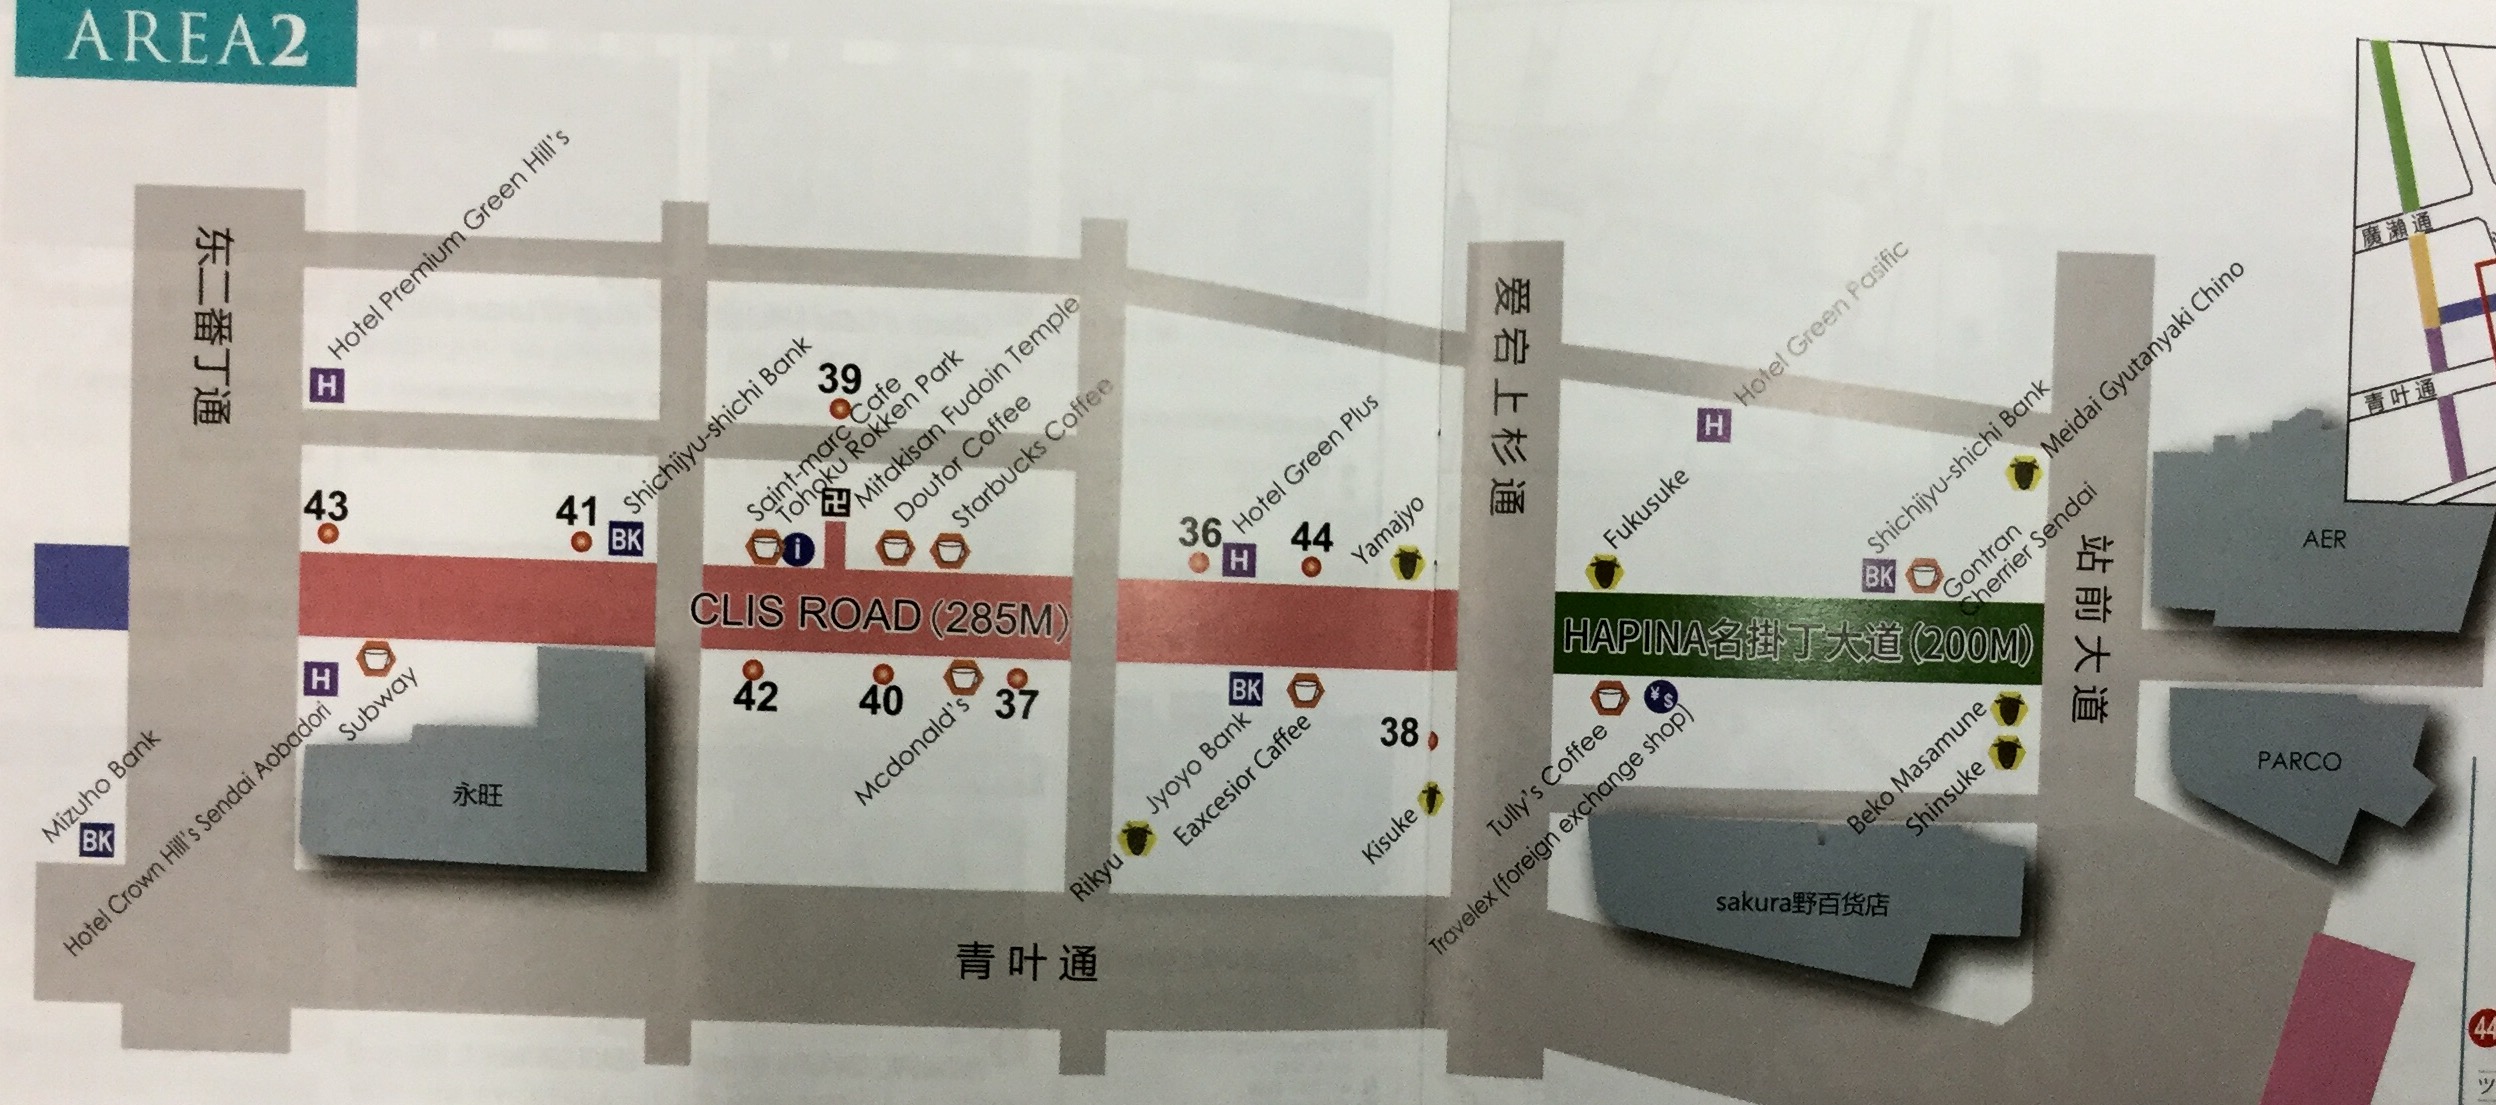 AREA2
东二番丁通
Hotel Premium Green Hill's
H
43
41
BK
Shichijyu-shichi Bank
39
Saint-marc Cafe
Tohoku Rokken Park
卍
Mitakisan Fudoin Temple
Doutor Coffee
Starbucks Coffee
i
36
H
Hotel Green Plus
44
Yamajyo
爱宕上杉通
Fukusuke
H
Hotel Green Pasific
BK
Shichijyu-shichi Bank
Gontran
Cherrier Sendai
Meidai Gyutanyaki Chino
站前大道
AER
廣瀬通
青叶通
CLIS ROAD (285M)
HAPINA名掛丁大道(200M)
H
Hotel Crown Hill's Sendai Aobadori
Subway
永旺
Mizuho Bank
BK
42
40
Mcdonald's
37
BK
Jyoyo Bank
Eaxcesior Caffee
Rikyu
38
Kisuke
¥$
Tully's Coffee
Travelex (foreign exchange shop)
Beko Masamune
Shinsuke
sakura野百货店
PARCO
青叶通
44
ツ